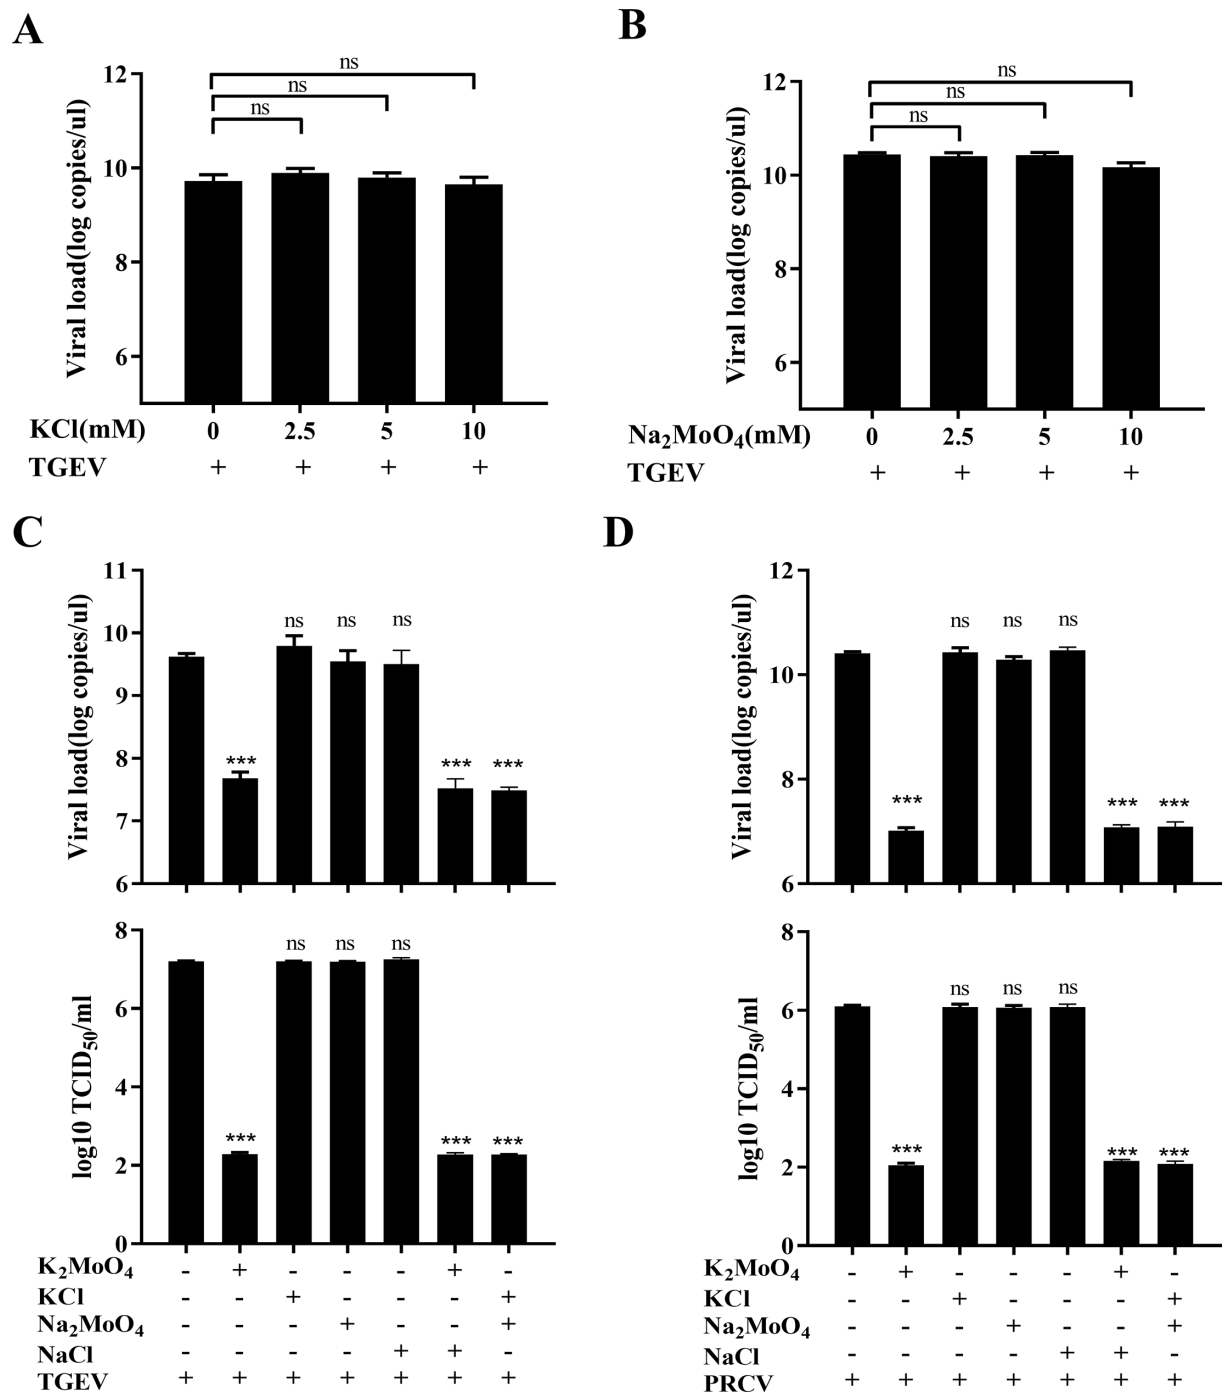 A
Viral load(log copies/ul)
12
10
8
6
ns
ns
ns
KCl(mM) 0 2.5 5 10
TGEV + + + +
B
Viral load(log copies/ul)
12
10
8
6
ns
ns
ns
Na₂MoO₄(mM) 0 2.5 5 10
TGEV + + + +
C
Viral load(log copies/ul)
11
10
9
8
7
6
*** ns ns ns *** ***
log10 TCID₅₀/ml
8
6
4
2
0
*** ns ns ns *** ***
K₂MoO₄ - + - - - + -
KCl - - + - - - +
Na₂MoO₄ - - - + - - +
NaCl - - - - + + -
TGEV + + + + + + +
D
Viral load(log copies/ul)
12
10
8
6
*** ns ns ns *** ***
log10 TCID₅₀/ml
8
6
4
2
0
*** ns ns ns *** ***
K₂MoO₄ - + - - - + -
KCl - - + - - - +
Na₂MoO₄ - - - + - - +
NaCl - - - - + + -
PRCV + + + + + + +